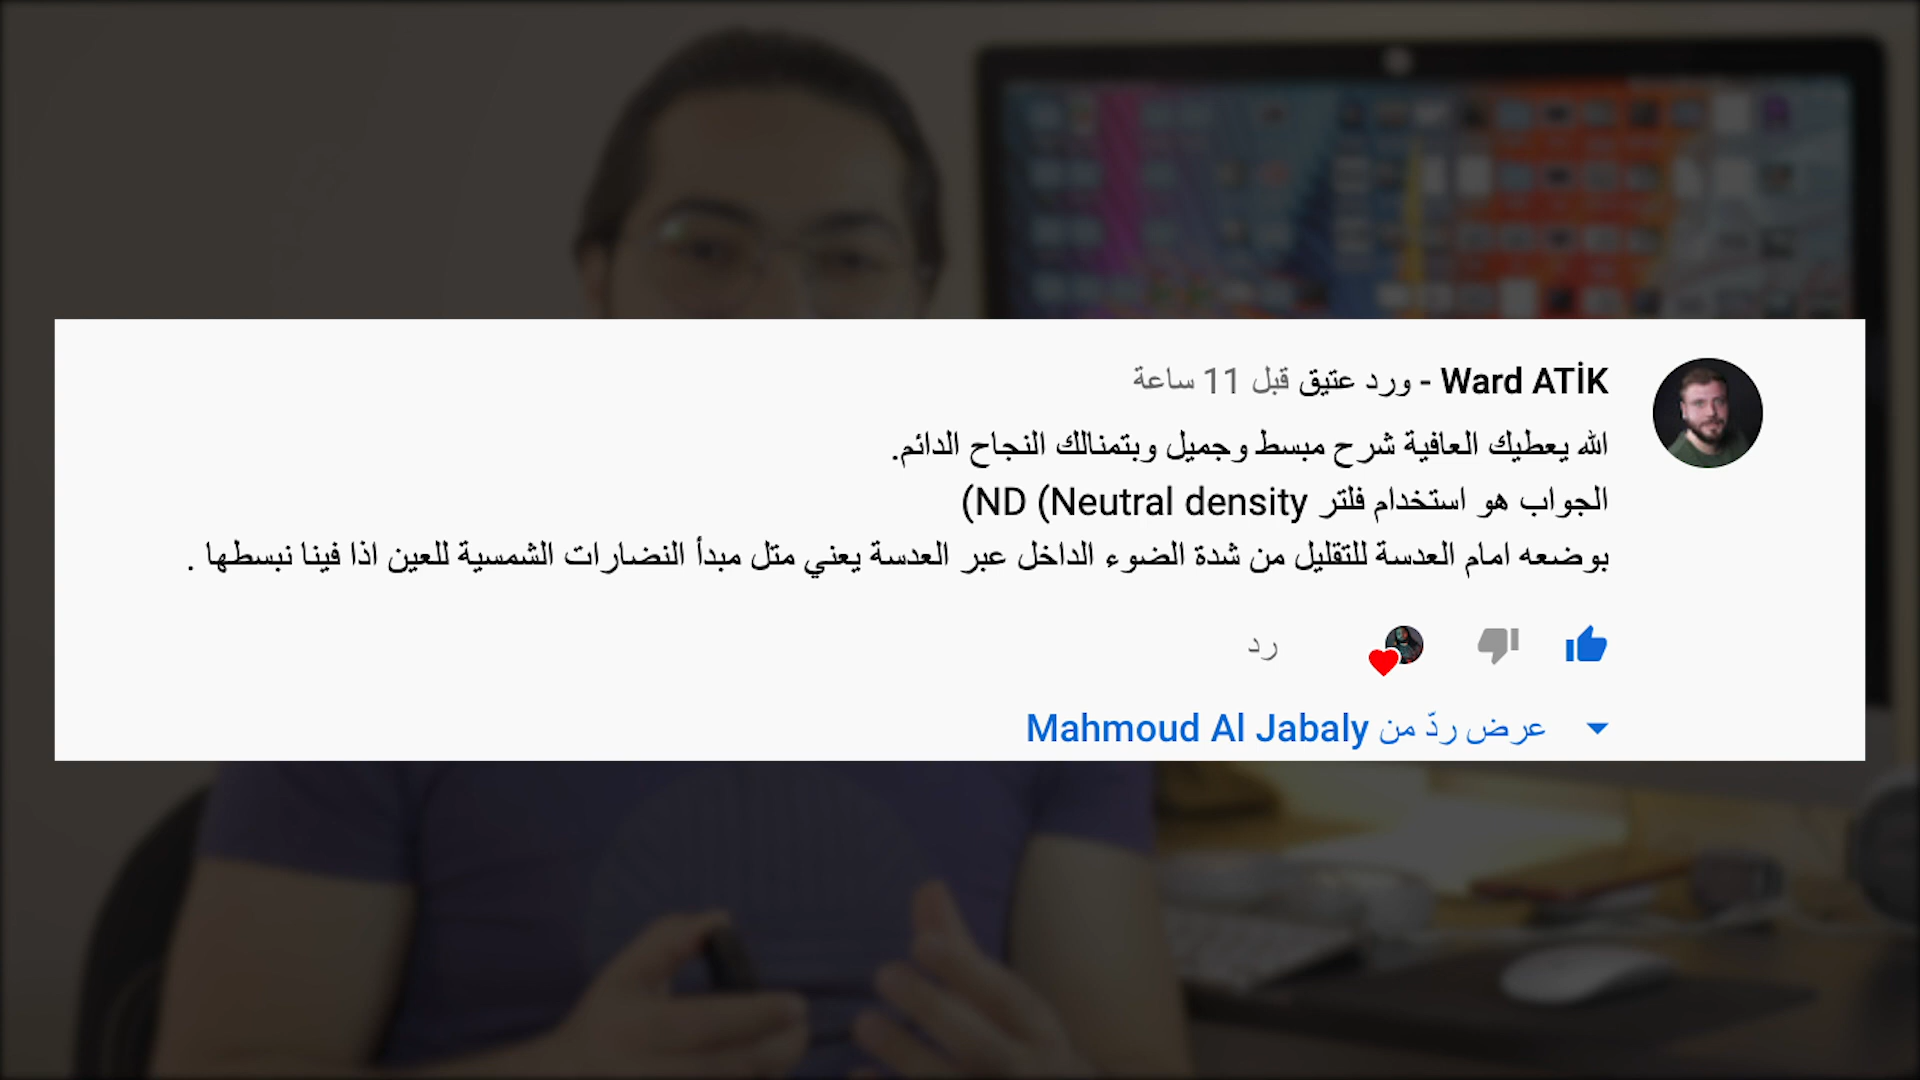 Ward ATİK - ورد عتيق قبل 11 ساعة
الله يعطيك العافية شرح مبسط وجميل وبتمنالك النجاح الدائم.
الجواب هو استخدام فلتر ND (Neutral density)
بوضعه امام العدسة للتقليل من شدة الضوء الداخل عبر العدسة يعني متل مبدأ النضارات الشمسية للعين اذا فينا نبسطها .
رد
عرض ردّ من Mahmoud Al Jabaly